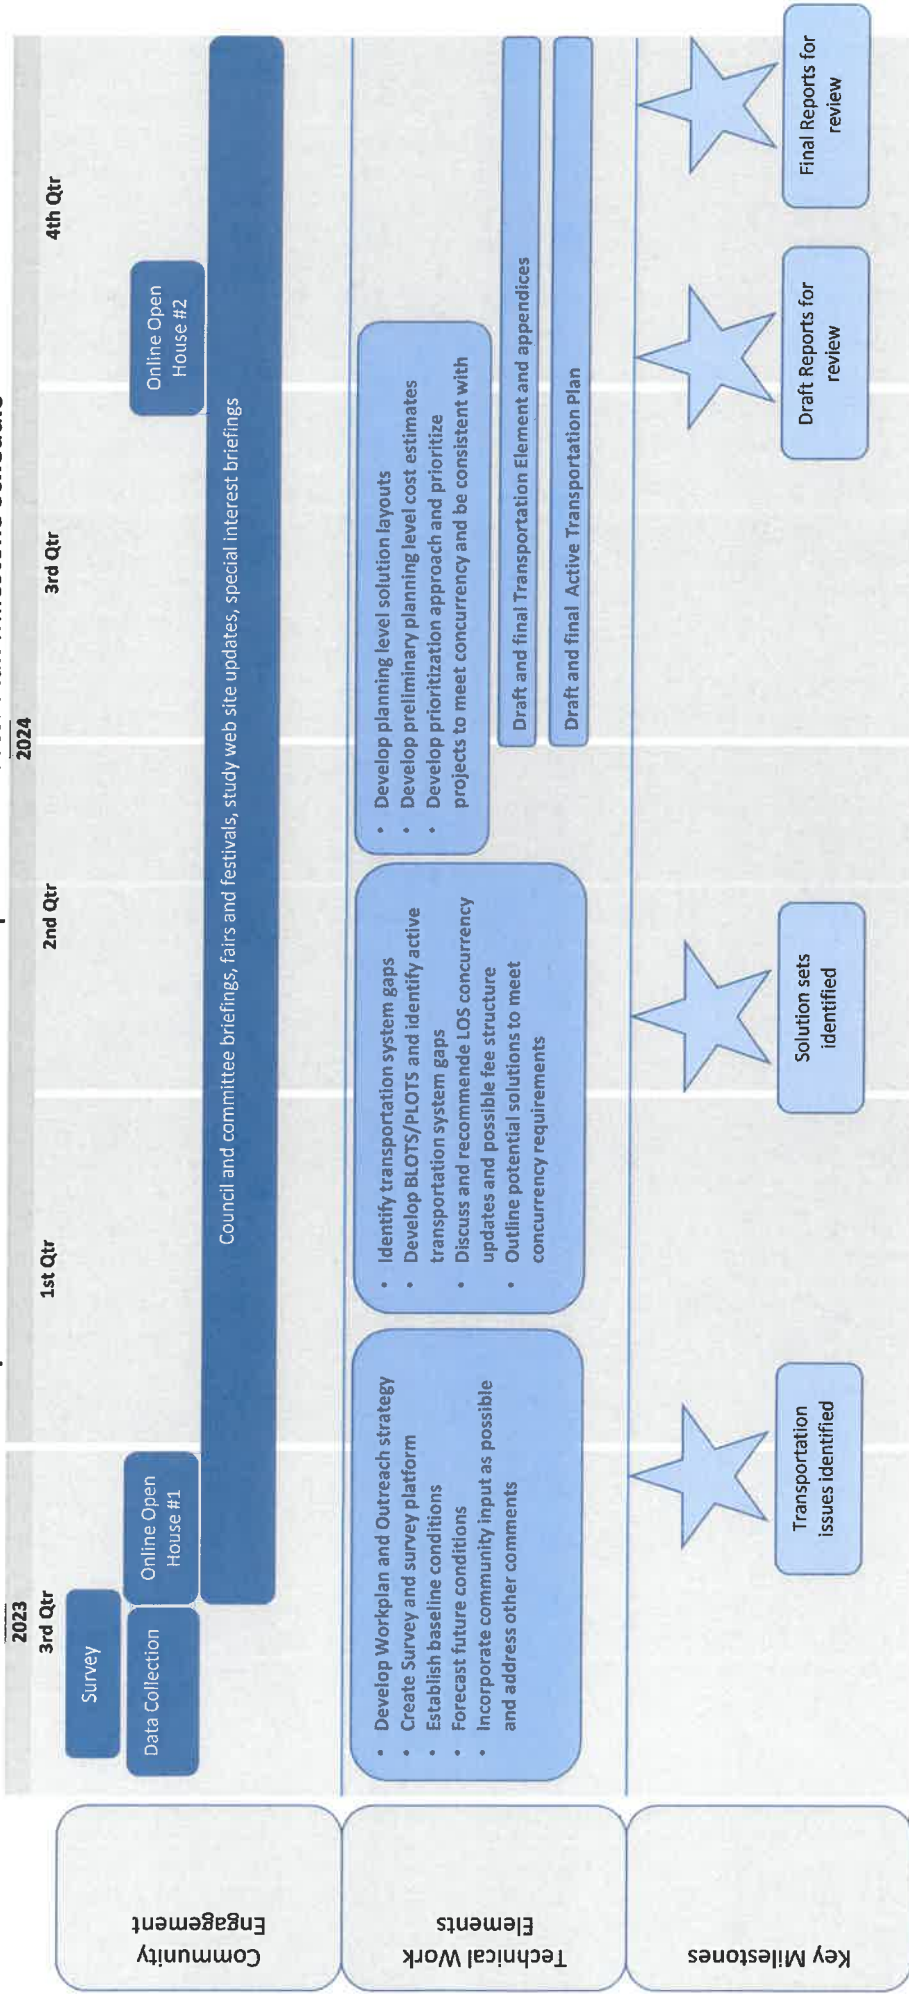 2023
2024
3rd Qtr
1st Qtr
2nd Qtr
3rd Qtr
4th Qtr
Community
Engagement
Survey
Data Collection
Online Open
House #1
Online Open
House #2
Council and committee briefings, fairs and festivals, study web site updates, special interest briefings
Technical Work
Elements
• Develop Workplan and Outreach strategy
• Create Survey and survey platform
• Establish baseline conditions
• Forecast future conditions
• Incorporate community input as possible
and address other comments
• Identify transportation system gaps
• Develop BLOTS/PLOTS and identify active
transportation system gaps
• Discuss and recommende LOS concurrency
updates and possible fee structure
• Outline potential solutions to meet
concurrency requirements
• Develop planning level solution layouts
• Develop preliminary planning level cost estimates
• Develop prioritization approach and prioritize
projects to meet concurrency and be consistent with
Draft and final Transportation Element and appendices
Draft and final Active Transportation Plan
Key Milestones
Transportation
issues identified
Solution sets
identified
Draft Reports for
review
Final Reports for
review